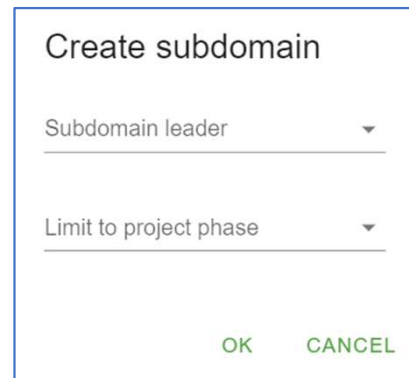 Create subdomain
Subdomain leader
Limit to project phase
OK CANCEL